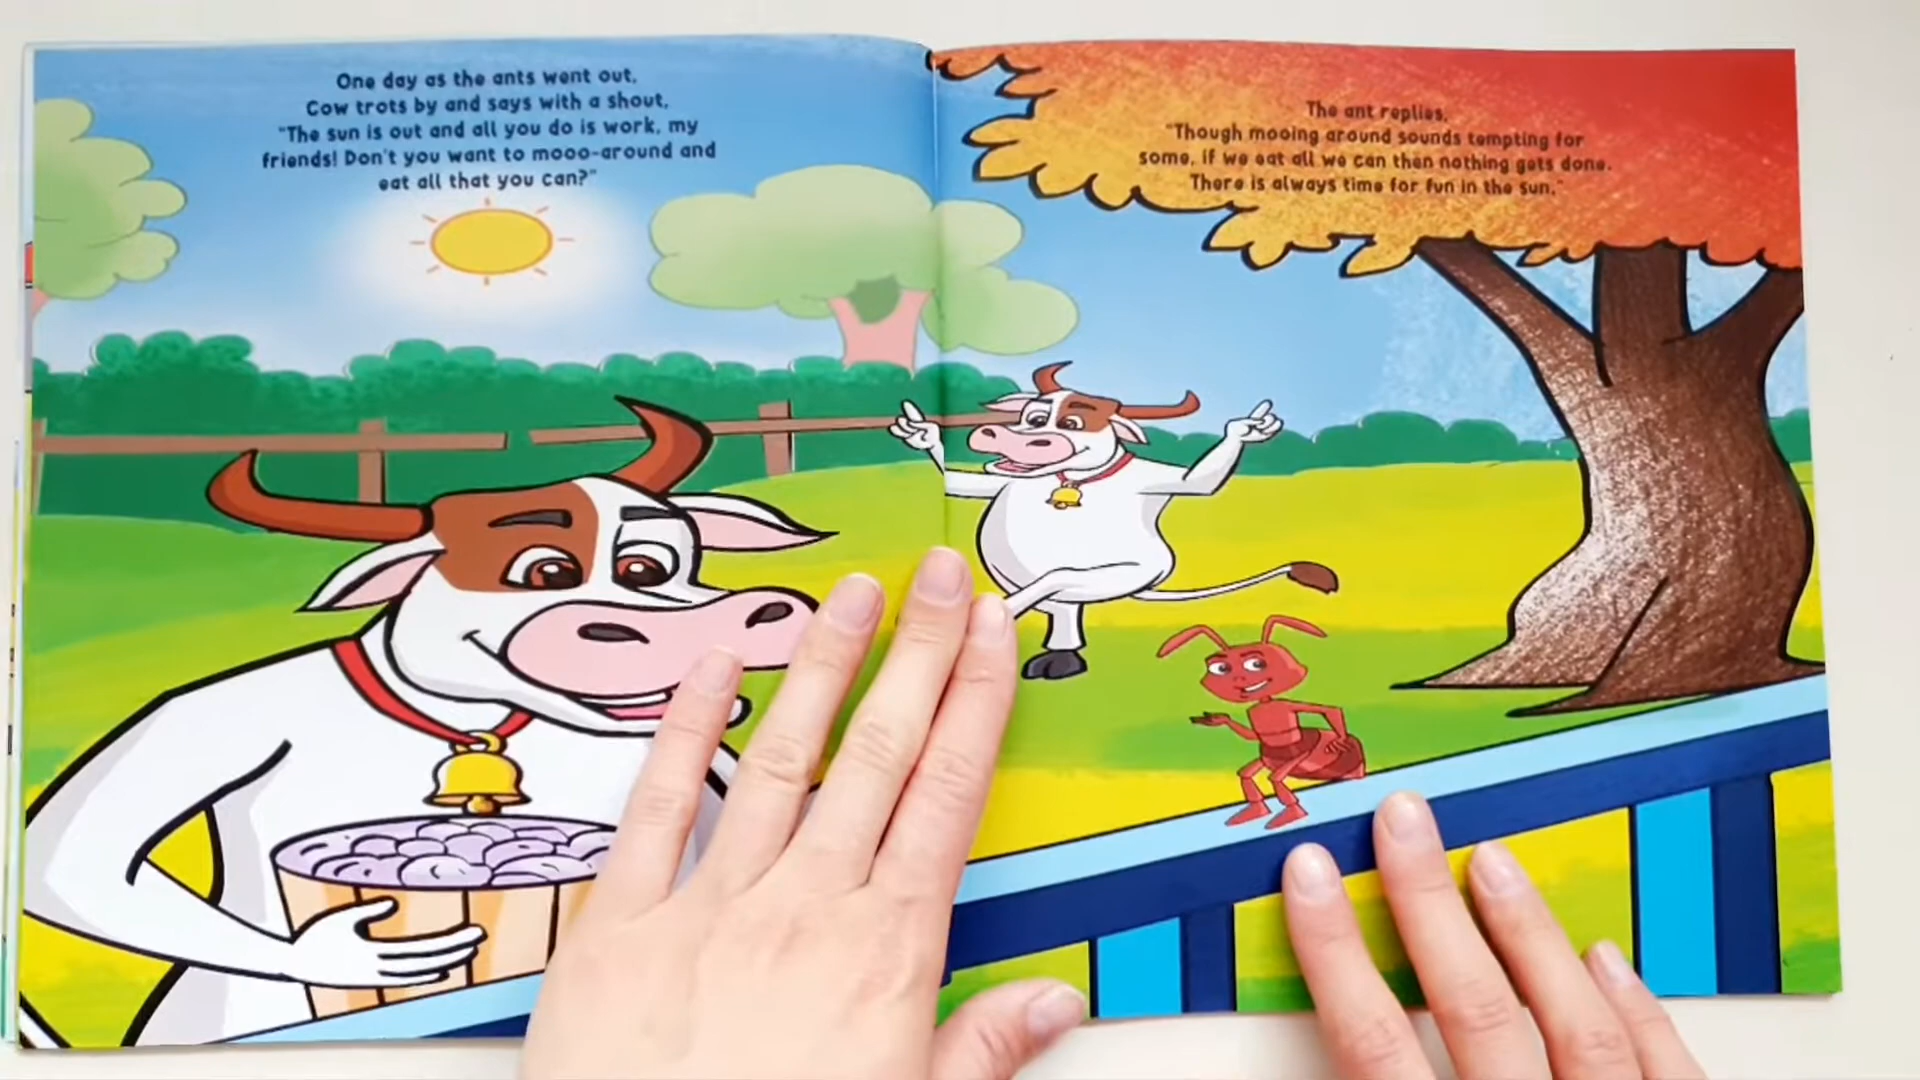 One day as the ants went out,
Cow trots by and says with a shout,
"The sun is out and all you do is work, my
friends! Don't you want to mooo-around and
eat all that you can?"
The ant replies,
"Though mooing around sounds tempting for
some, if we eat all we can then nothing gets done.
There is always time for fun in the sun."